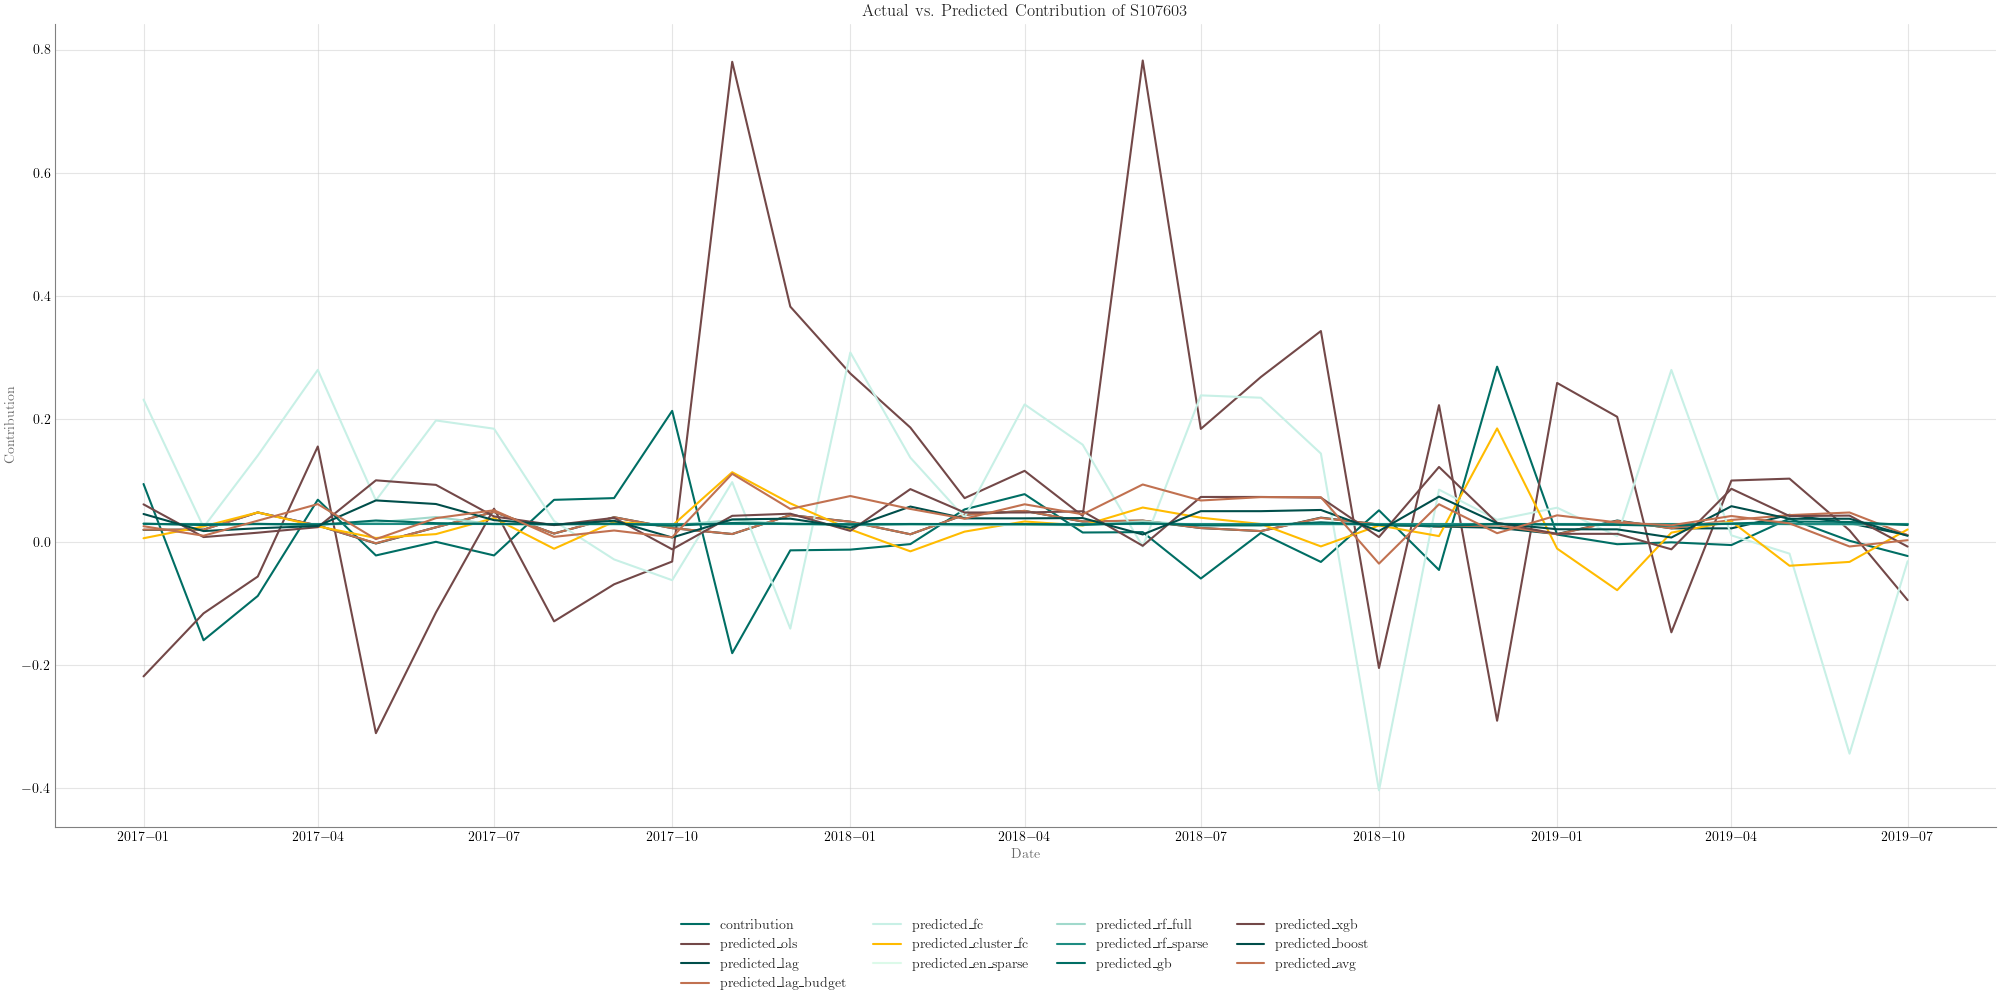 Actual vs. Predicted Contribution of S107603
0.8
0.6
0.4
0.2
0.0
−0.2
−0.4
Contribution
2017−01 2017−04 2017−07 2017−10 2018−01 2018−04 2018−07 2018−10 2019−01 2019−04 2019−07
Date
contribution predicted_fc predicted_rf_full predicted_xgb
predicted_ols predicted_cluster_fc predicted_rf_sparse predicted_boost
predicted_lag predicted_en_sparse predicted_gb predicted_avg
predicted_lag_budget